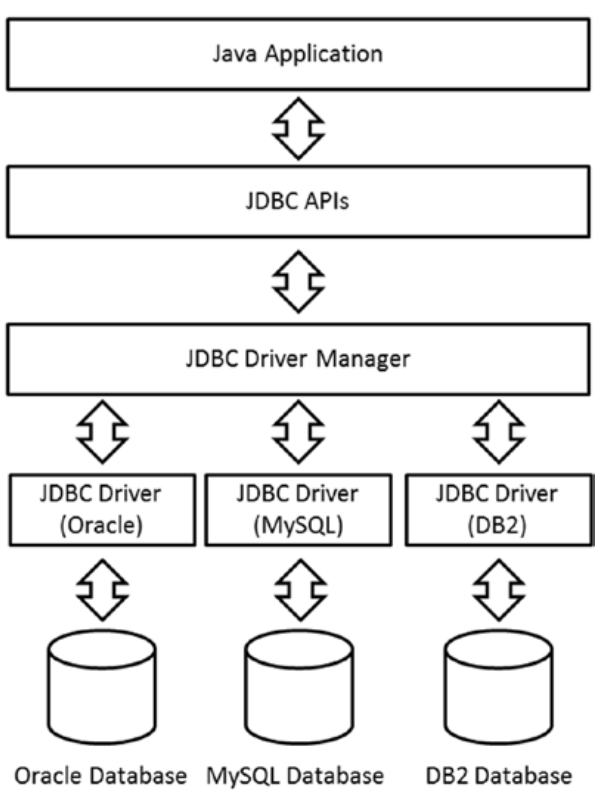 Java Application
JDBC APIs
JDBC Driver Manager
JDBC Driver
(Oracle)
JDBC Driver
(MySQL)
JDBC Driver
(DB2)
Oracle Database
MySQL Database
DB2 Database